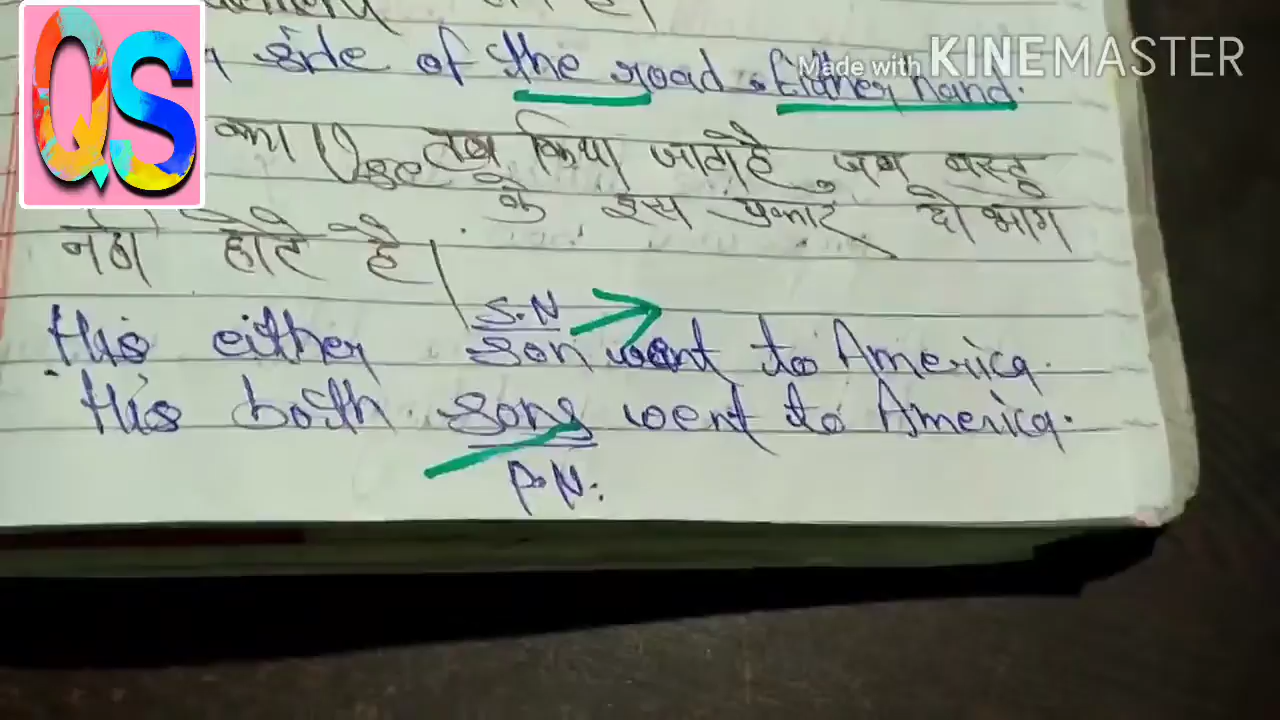 side of the road. Either hand.
Made with KINEMASTER
QS
का Use तब किया जाता है जब वस्तु
के इस प्रकार दो भाग
नहीं होते है।
S.N
His either son went to America.
His both sons went to America.
P.N.